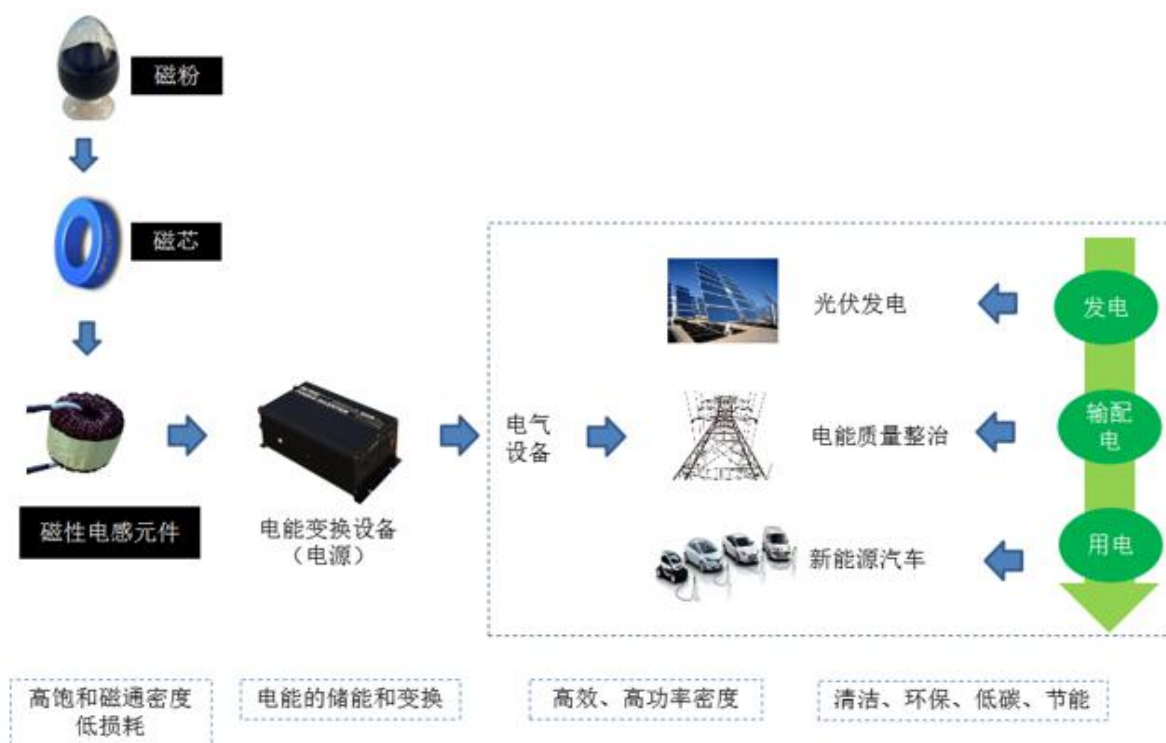 磁粉
磁芯
磁性电感元件
电能变换设备
（电源）
电气
设备
光伏发电
电能质量整治
新能源汽车
发电
输配
电
用电
高饱和磁通密度
低损耗
电能的储能和变换
高效、高功率密度
清洁、环保、低碳、节能